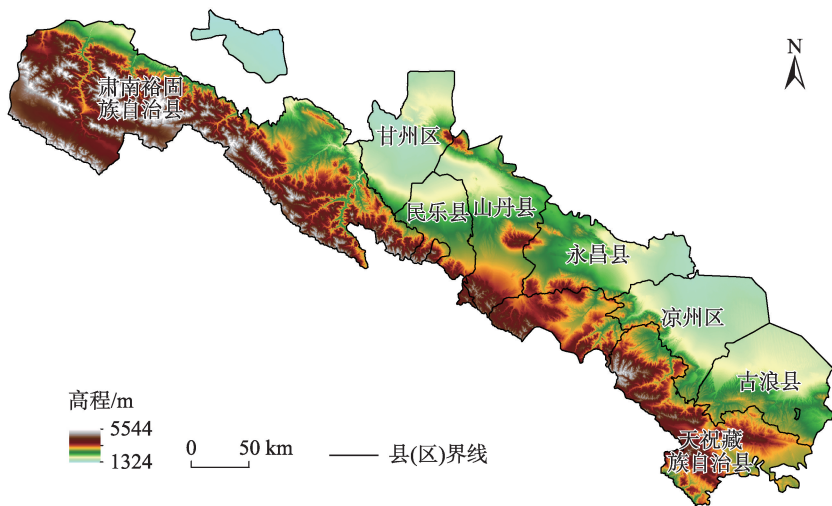 N
肃南裕固
族自治县
甘州区
民乐县
山丹县
永昌县
凉州区
古浪县
天祝藏
族自治县
高程/m
5544
1324
0 50 km
县(区)界线